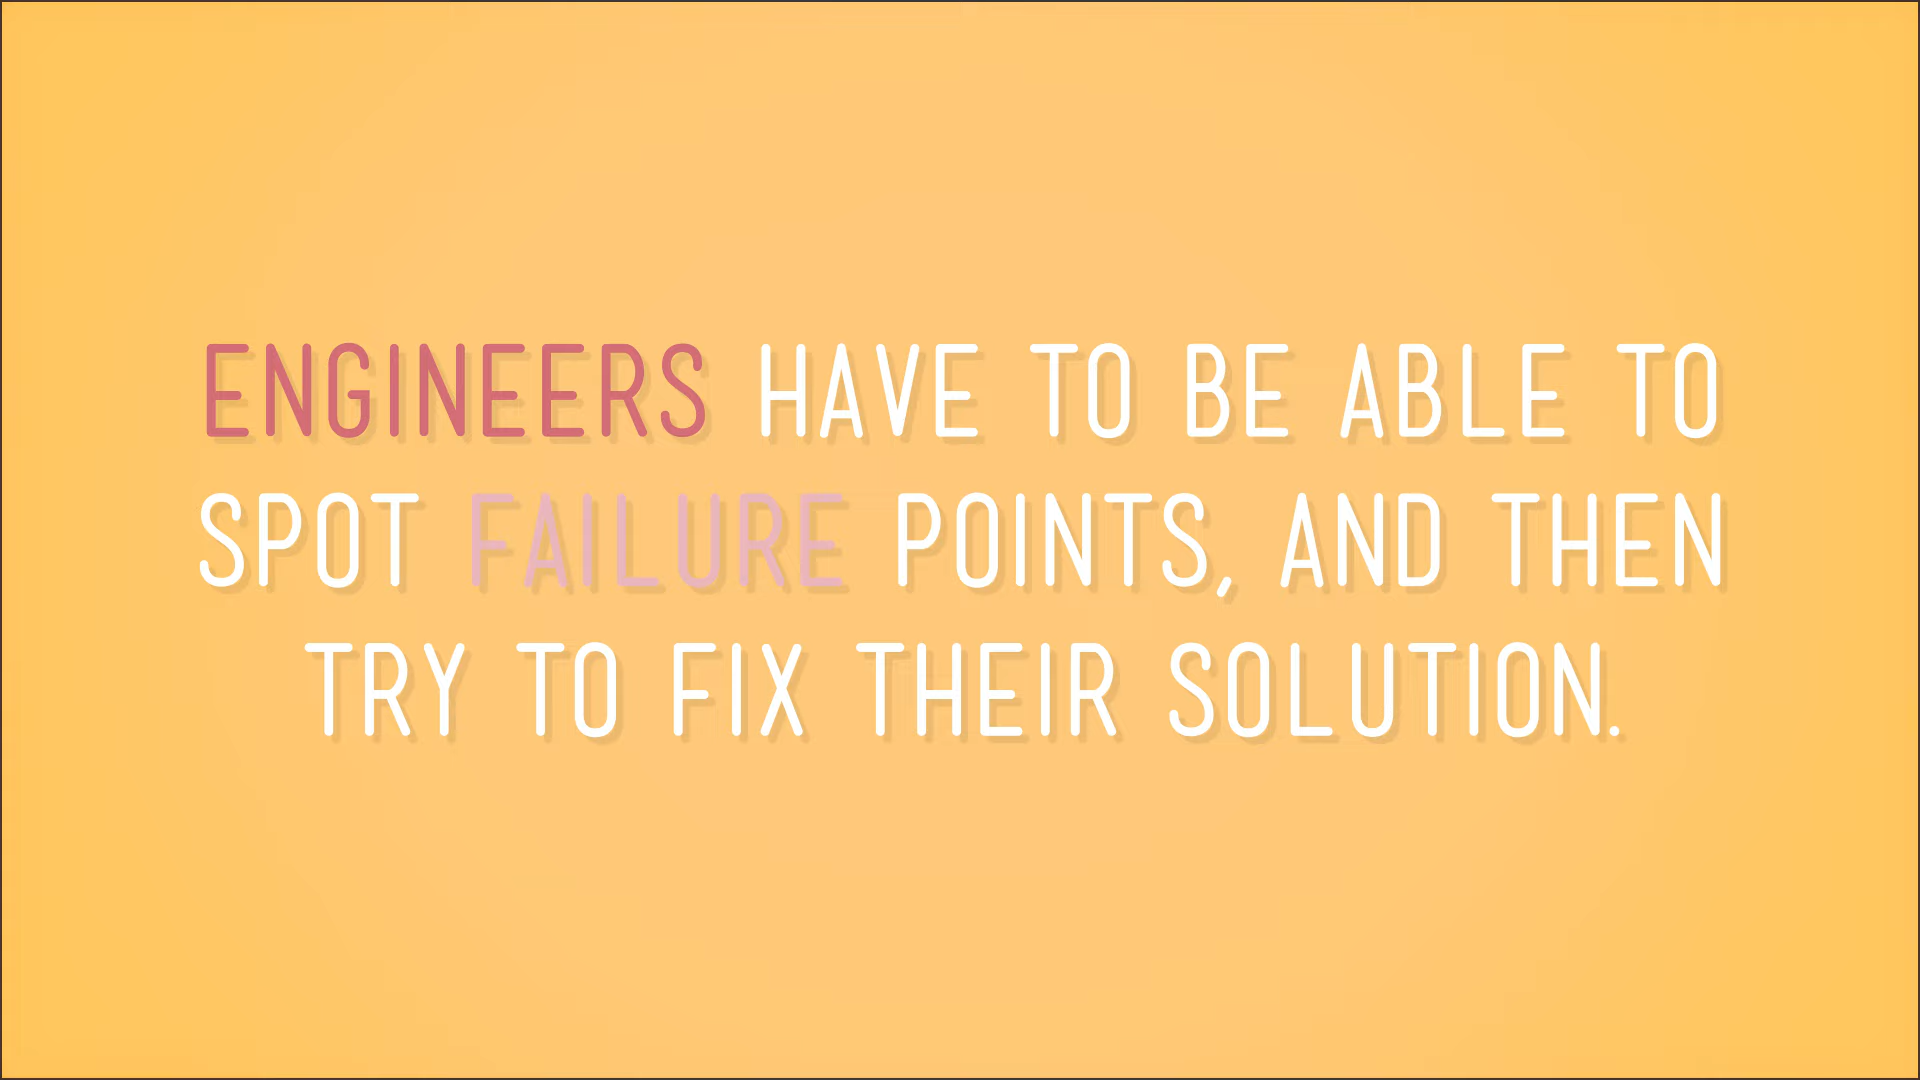 ENGINEERS HAVE TO BE ABLE TO
SPOT FAILURE POINTS, AND THEN
TRY TO FIX THEIR SOLUTION.